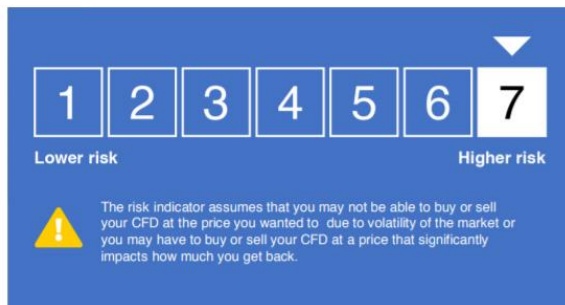 1 2 3 4 5 6 7
Lower risk Higher risk
The risk indicator assumes that you may not be able to buy or sell
your CFD at the price you wanted to due to volatility of the market or
you may have to buy or sell your CFD at a price that significantly
impacts how much you get back.